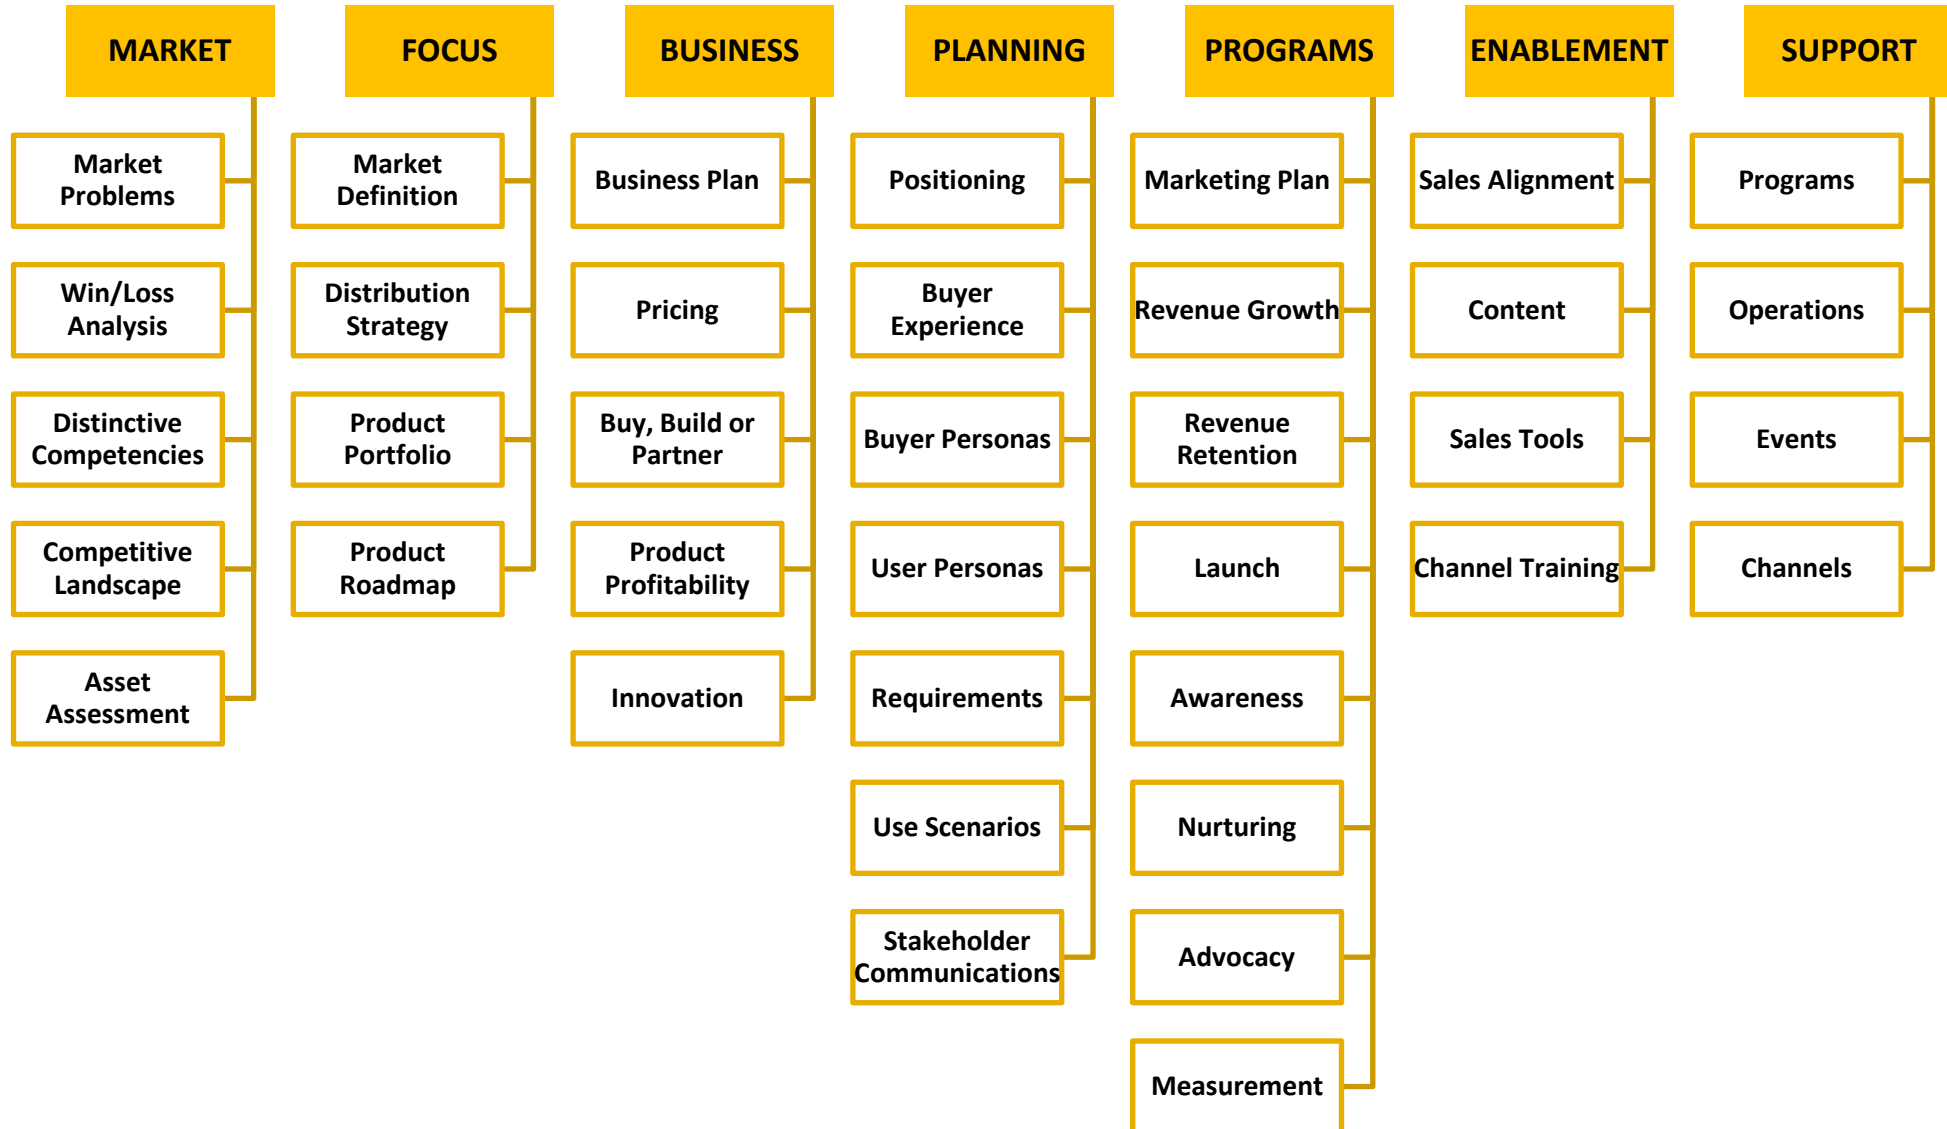 MARKET
Market
Problems
Win/Loss
Analysis
Distinctive
Competencies
Competitive
Landscape
Asset
Assessment
FOCUS
Market
Definition
Distribution
Strategy
Product
Portfolio
Product
Roadmap
BUSINESS
Business Plan
Pricing
Buy, Build or
Partner
Product
Profitability
Innovation
PLANNING
Positioning
Buyer
Experience
Buyer Personas
User Personas
Requirements
Use Scenarios
Stakeholder
Communications
PROGRAMS
Marketing Plan
Revenue Growth
Revenue
Retention
Launch
Awareness
Nurturing
Advocacy
Measurement
ENABLEMENT
Sales Alignment
Content
Sales Tools
Channel Training
SUPPORT
Programs
Operations
Events
Channels